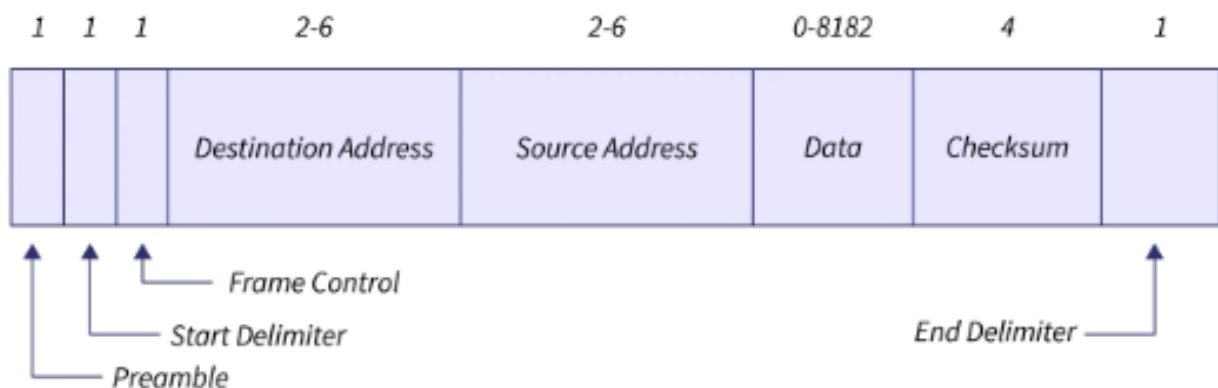 1 1 1 2-6 2-6 0-8182 4 1
Destination Address Source Address Data Checksum
Frame Control
Start Delimiter End Delimiter
Preamble